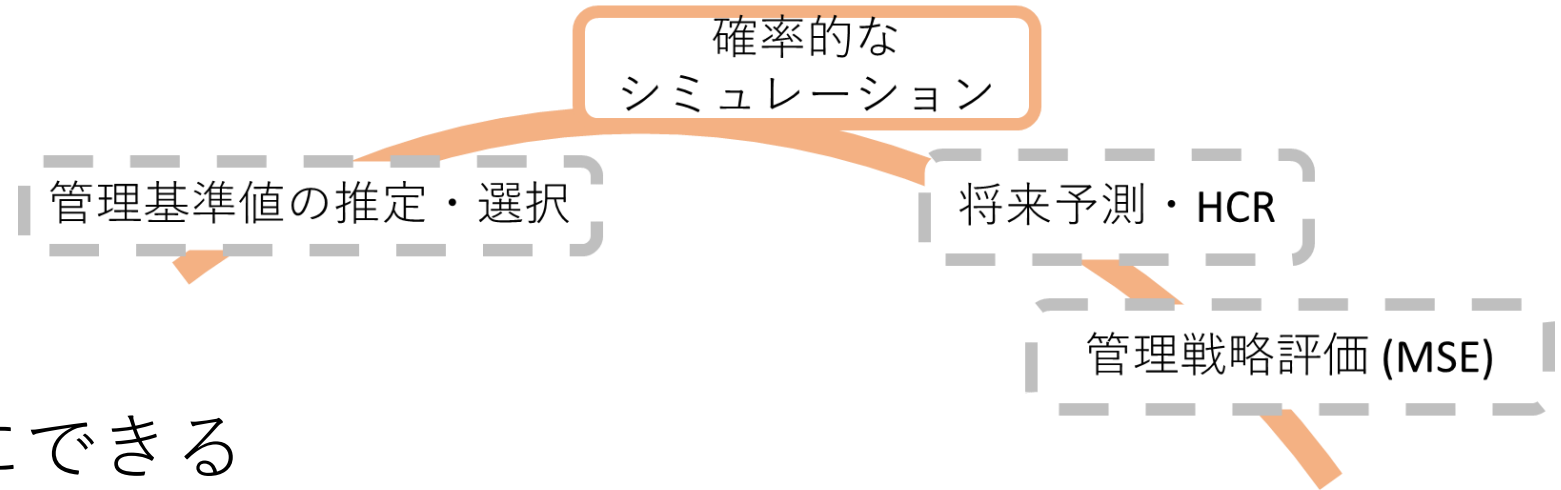 確率的な
シミュレーション
管理基準値の推定・選択
将来予測・HCR
管理戦略評価 (MSE)
にできる